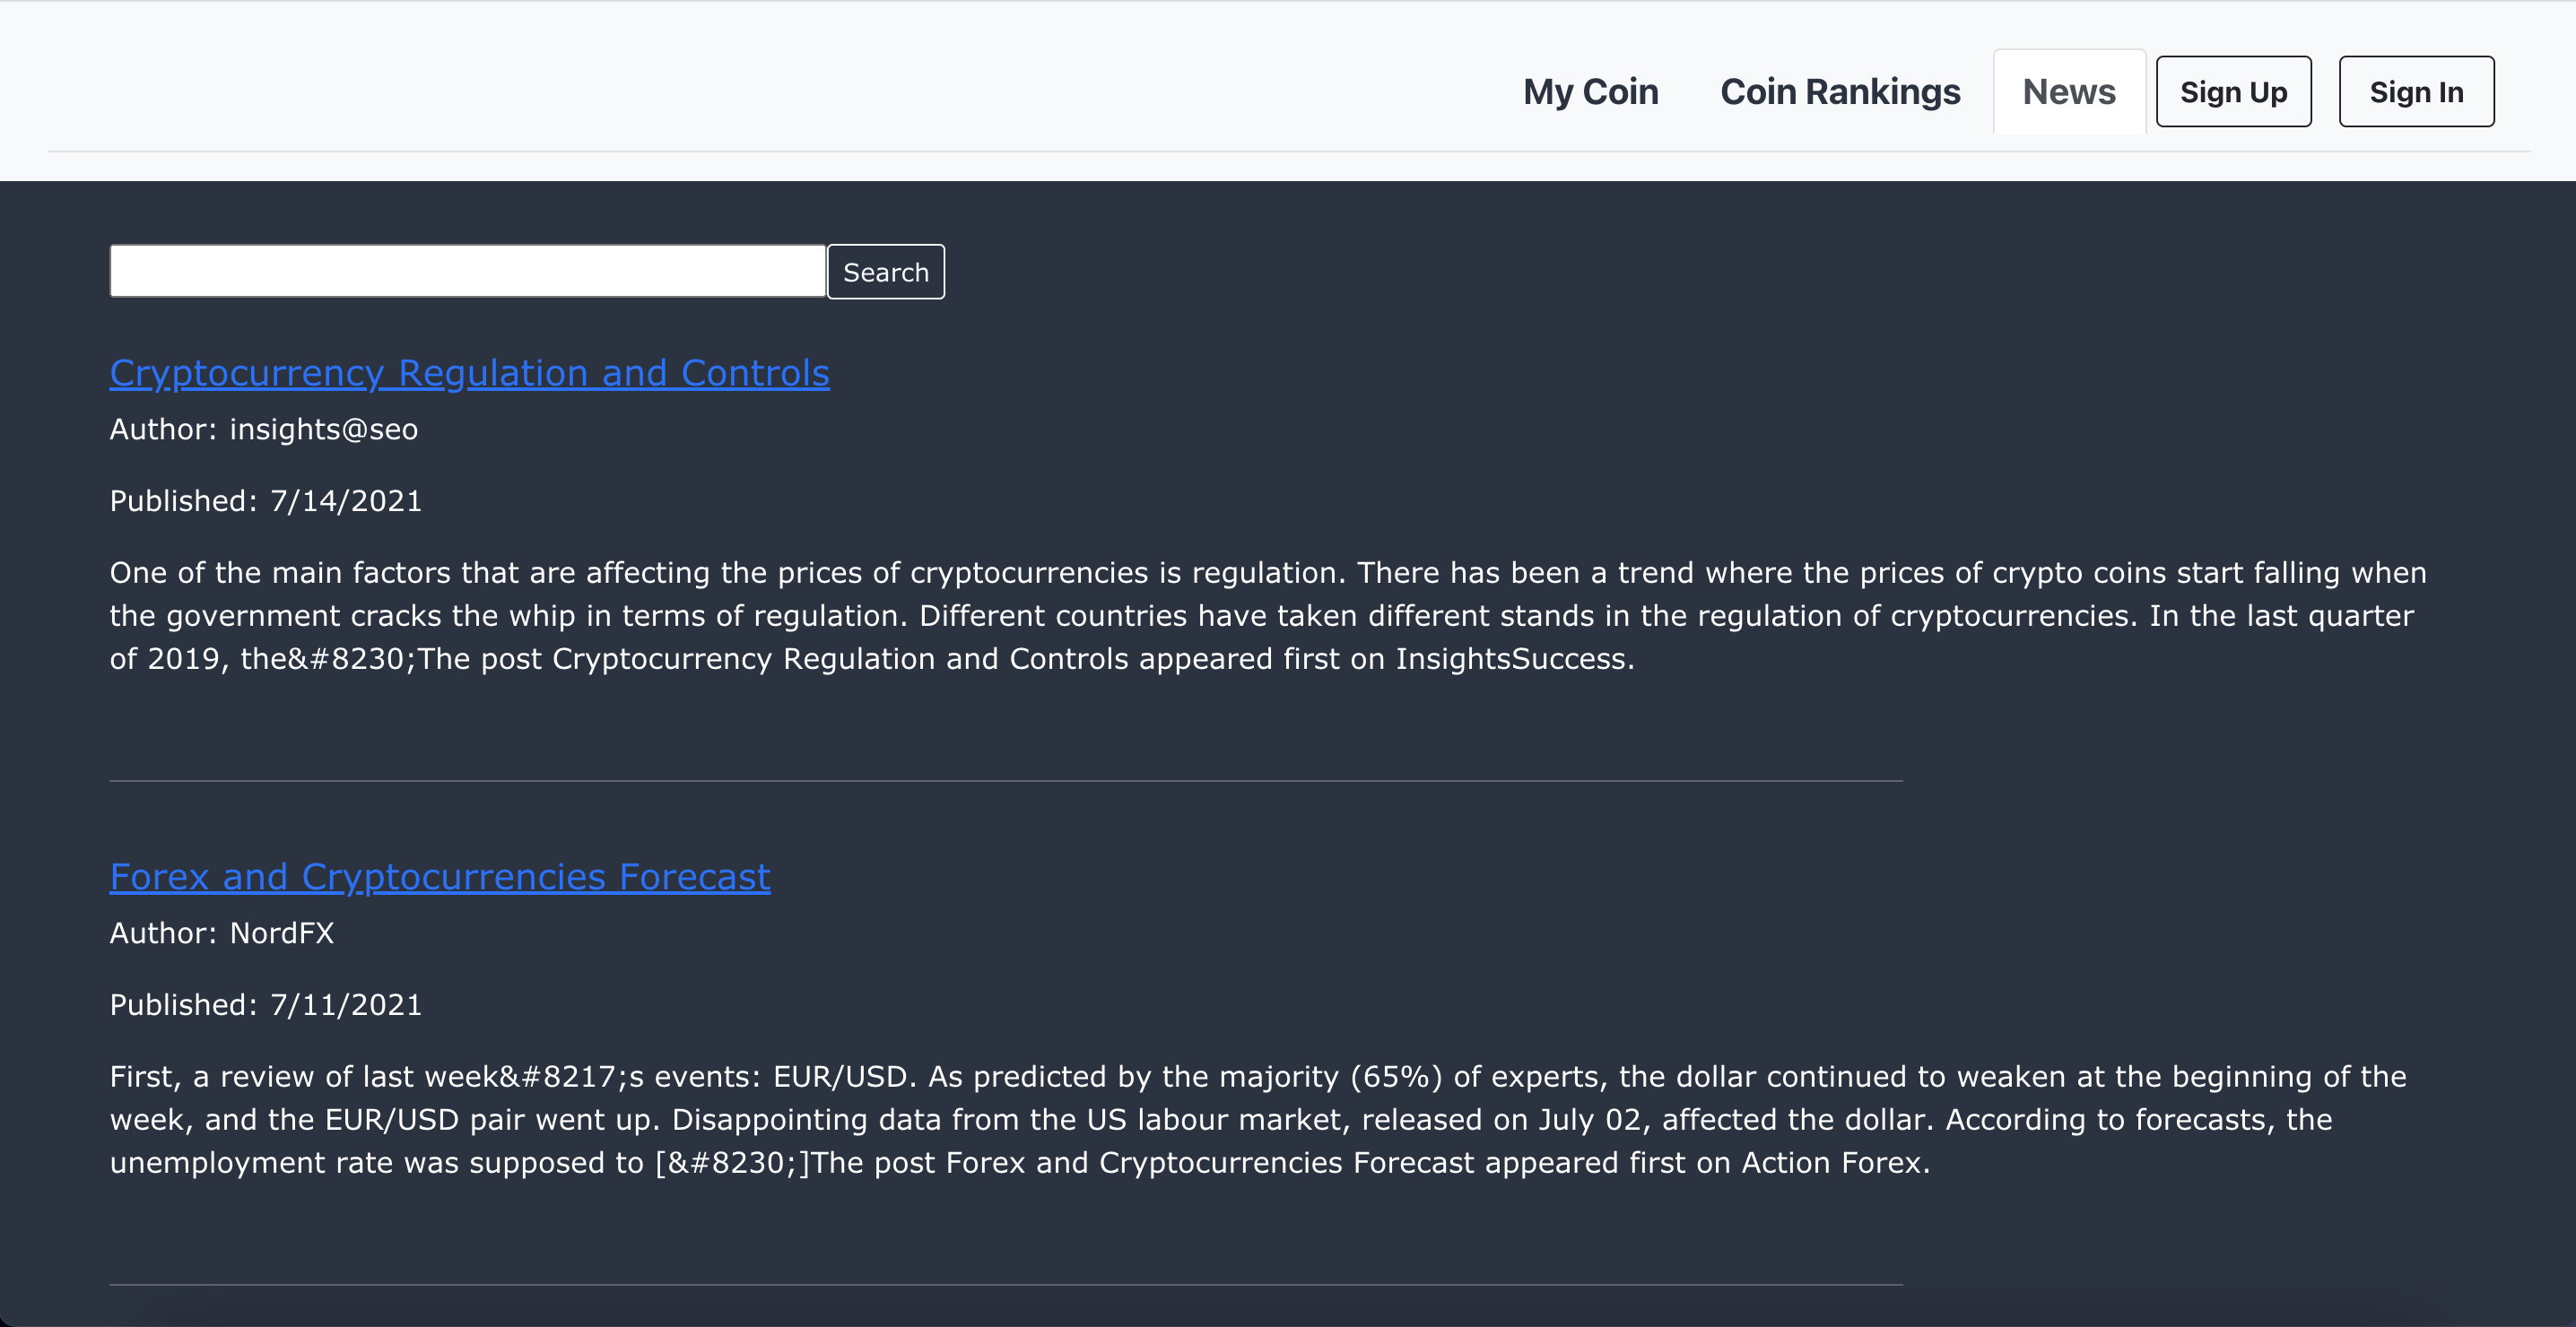 My Coin Coin Rankings News Sign Up Sign In
Search
Cryptocurrency Regulation and Controls
Author: insights@seo
Published: 7/14/2021
One of the main factors that are affecting the prices of cryptocurrencies is regulation. There has been a trend where the prices of crypto coins start falling when
the government cracks the whip in terms of regulation. Different countries have taken different stands in the regulation of cryptocurrencies. In the last quarter
of 2019, the&#8230;The post Cryptocurrency Regulation and Controls appeared first on InsightsSuccess.
Forex and Cryptocurrencies Forecast
Author: NordFX
Published: 7/11/2021
First, a review of last week&#8217;s events: EUR/USD. As predicted by the majority (65%) of experts, the dollar continued to weaken at the beginning of the
week, and the EUR/USD pair went up. Disappointing data from the US labour market, released on July 02, affected the dollar. According to forecasts, the
unemployment rate was supposed to [&#8230;]The post Forex and Cryptocurrencies Forecast appeared first on Action Forex.